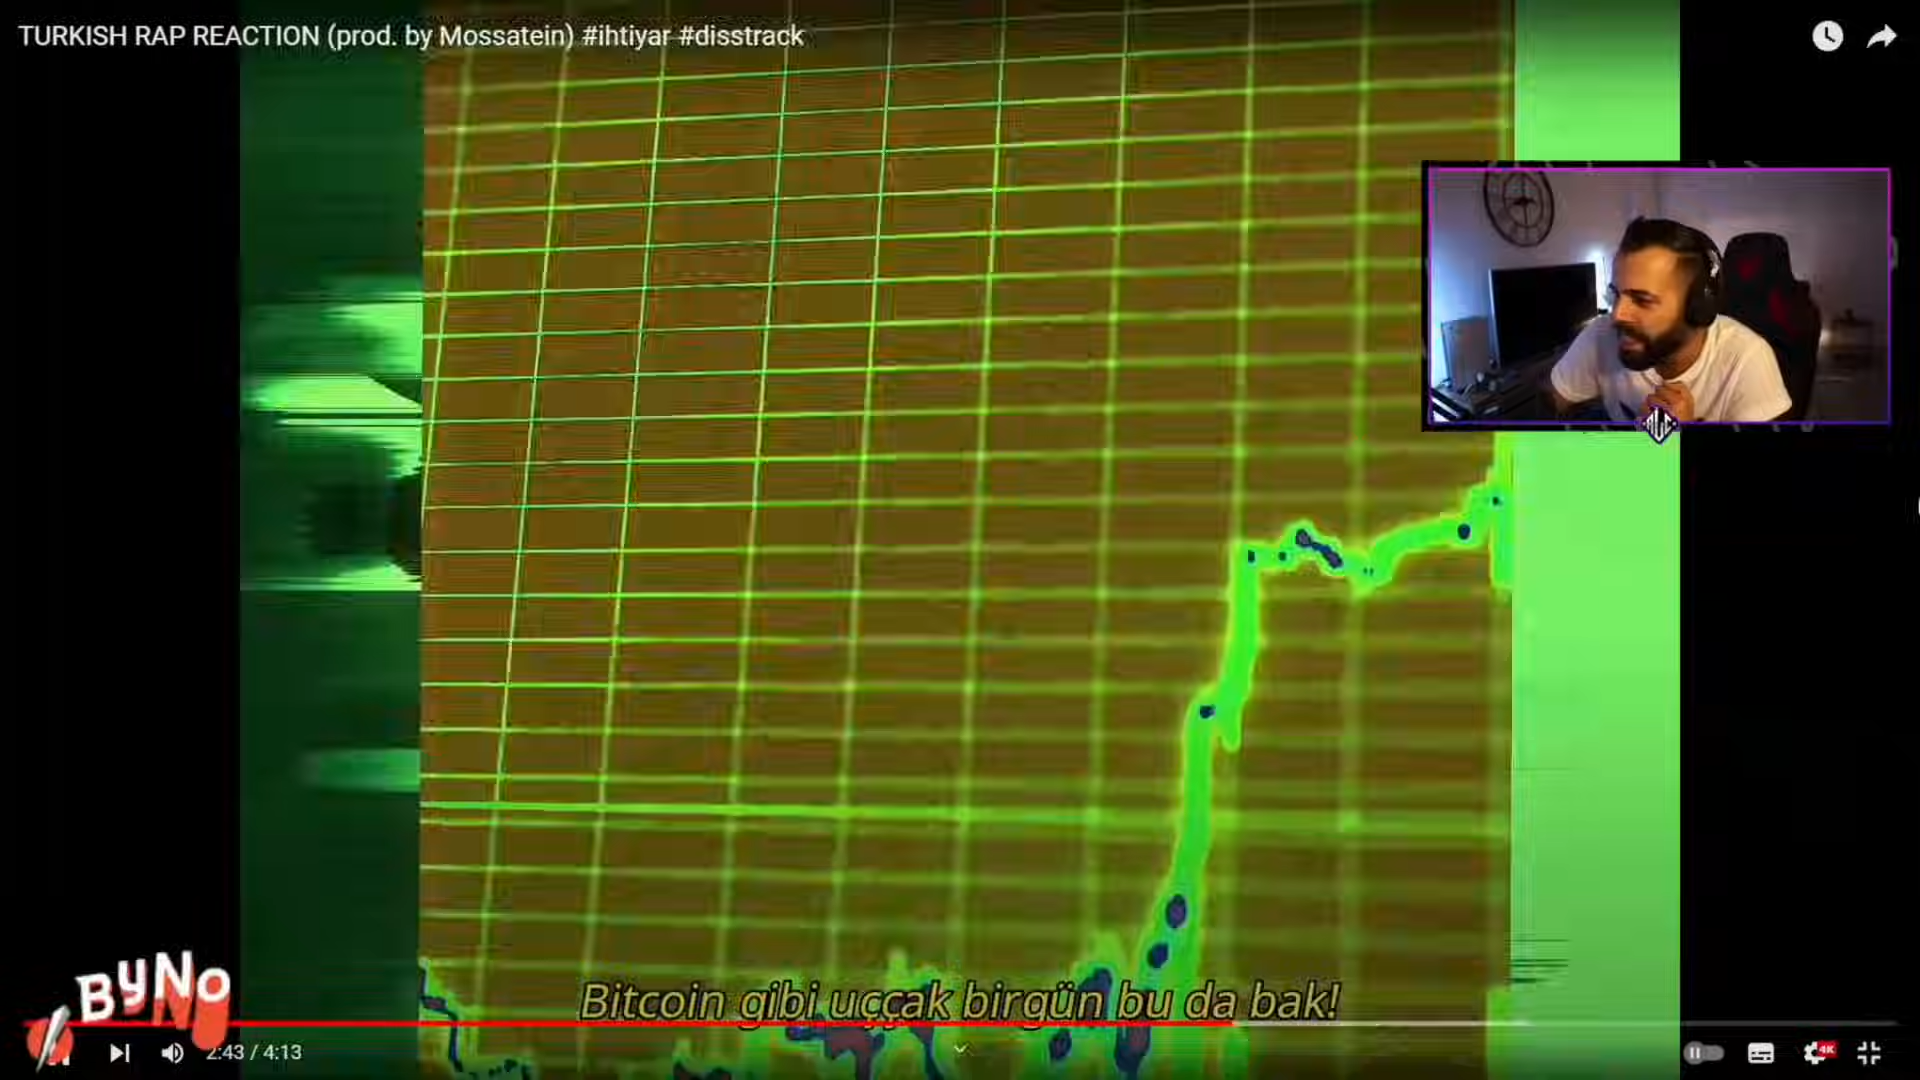 TURKISH RAP REACTION (prod. by Mossatein) #ihtiyar #disstrack
Bitcoin gibi uççak birgün bu da bak!
ByNo
2:43 / 4:13
4K